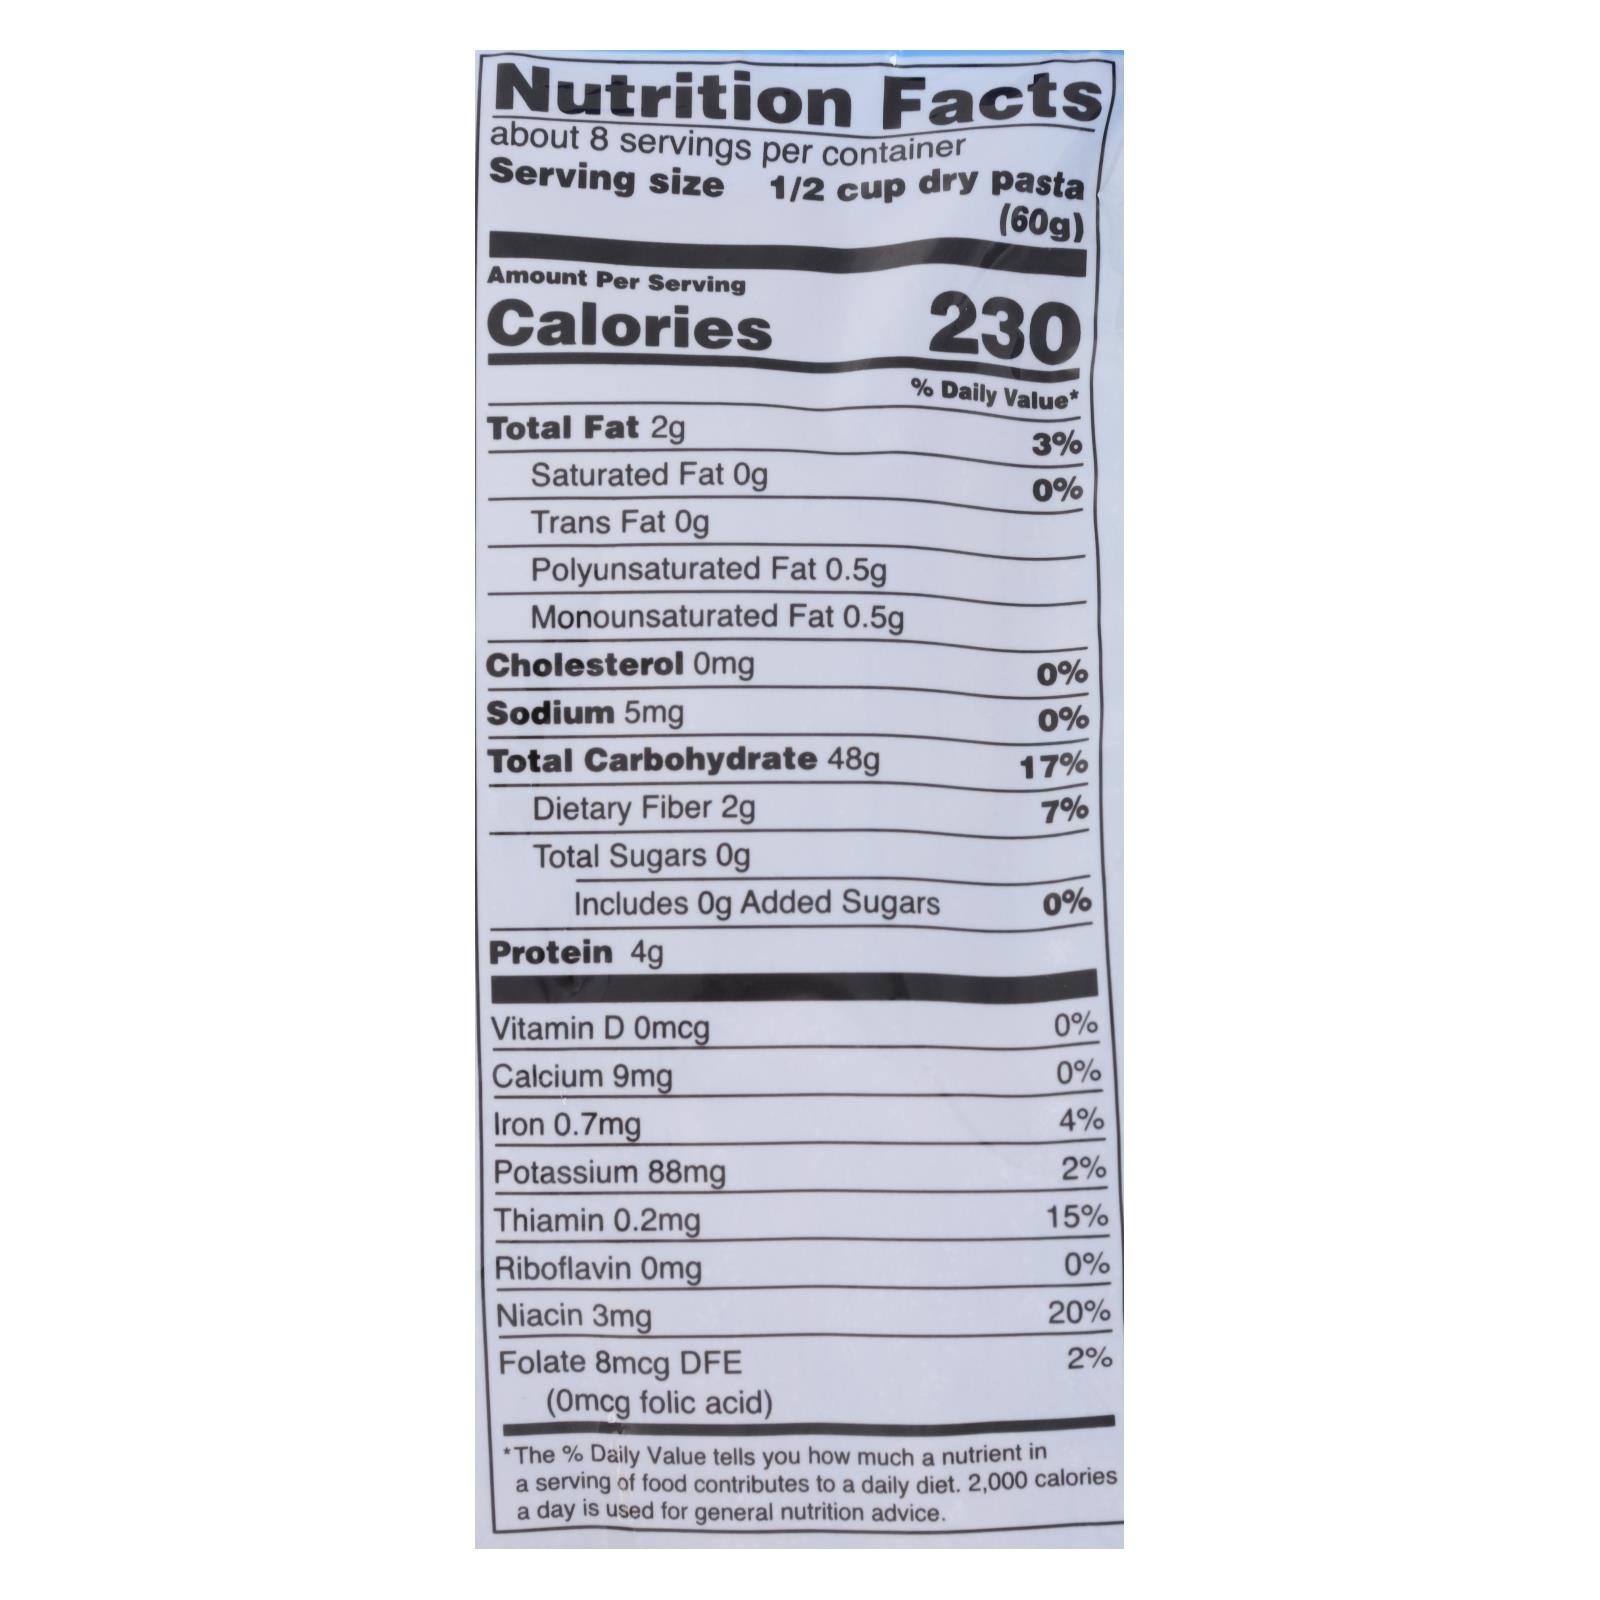 Nutrition Facts
about 8 servings per container
Serving size 1/2 cup dry pasta
(60g)
Amount Per Serving
Calories 230
% Daily Value*
Total Fat 2g 3%
Saturated Fat 0g 0%
Trans Fat 0g
Polyunsaturated Fat 0.5g
Monounsaturated Fat 0.5g
Cholesterol 0mg 0%
Sodium 5mg 0%
Total Carbohydrate 48g 17%
Dietary Fiber 2g 7%
Total Sugars 0g
Includes 0g Added Sugars 0%
Protein 4g
Vitamin D 0mcg 0%
Calcium 9mg 0%
Iron 0.7mg 4%
Potassium 88mg 2%
Thiamin 0.2mg 15%
Riboflavin 0mg 0%
Niacin 3mg 20%
Folate 8mcg DFE 2%
(0mcg folic acid)
*The % Daily Value tells you how much a nutrient in
a serving of food contributes to a daily diet. 2,000 calories
a day is used for general nutrition advice.